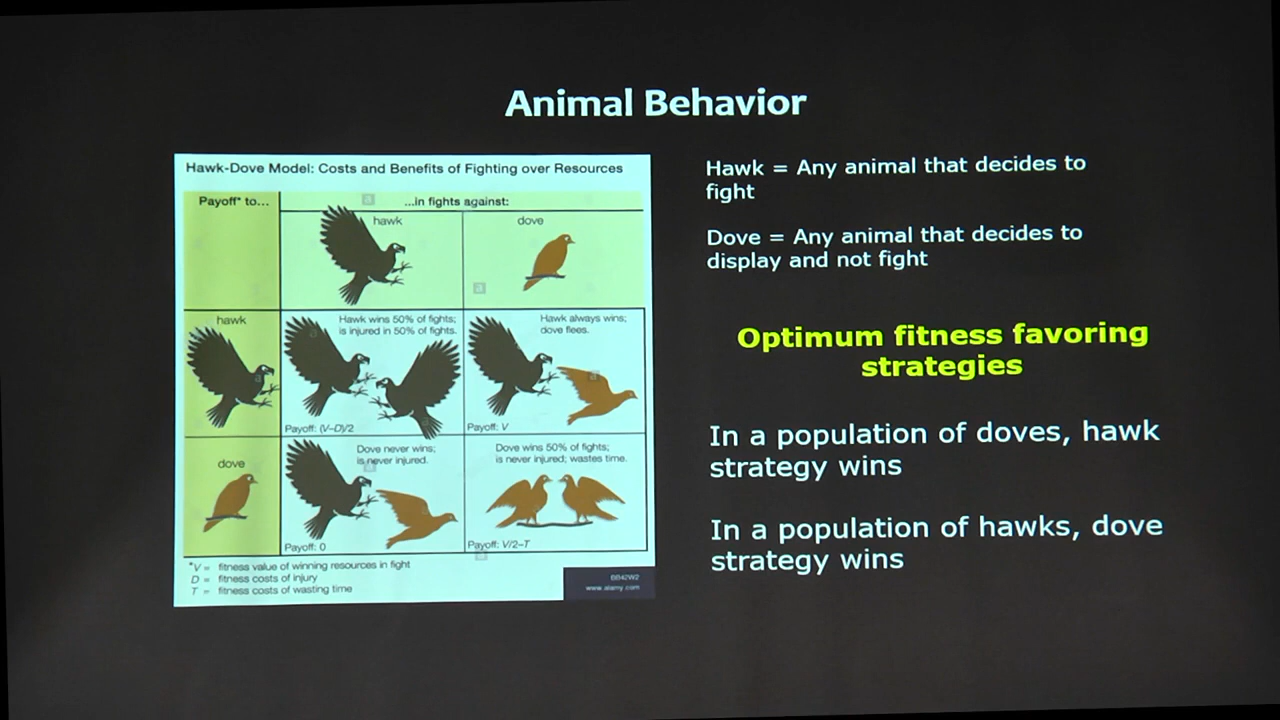 Animal Behavior
Hawk-Dove Model: Costs and Benefits of Fighting over Resources
Payoff* to...
...in fights against:
hawk
dove
hawk
Hawk wins 50% of fights;
is injured in 50% of fights.
Payoff: (V–D)/2
Hawk always wins;
dove flees.
Payoff: V
dove
Dove never wins;
is never injured.
Payoff: 0
Dove wins 50% of fights;
is never injured; wastes time.
Payoff: V/2–T
*V = fitness value of winning resources in fight
D = fitness costs of injury
T = fitness costs of wasting time
a
a
a
a
a
a
a
BB42W2
www.alamy.com
Hawk = Any animal that decides to
fight
Dove = Any animal that decides to
display and not fight
Optimum fitness favoring
strategies
In a population of doves, hawk
strategy wins
In a population of hawks, dove
strategy wins